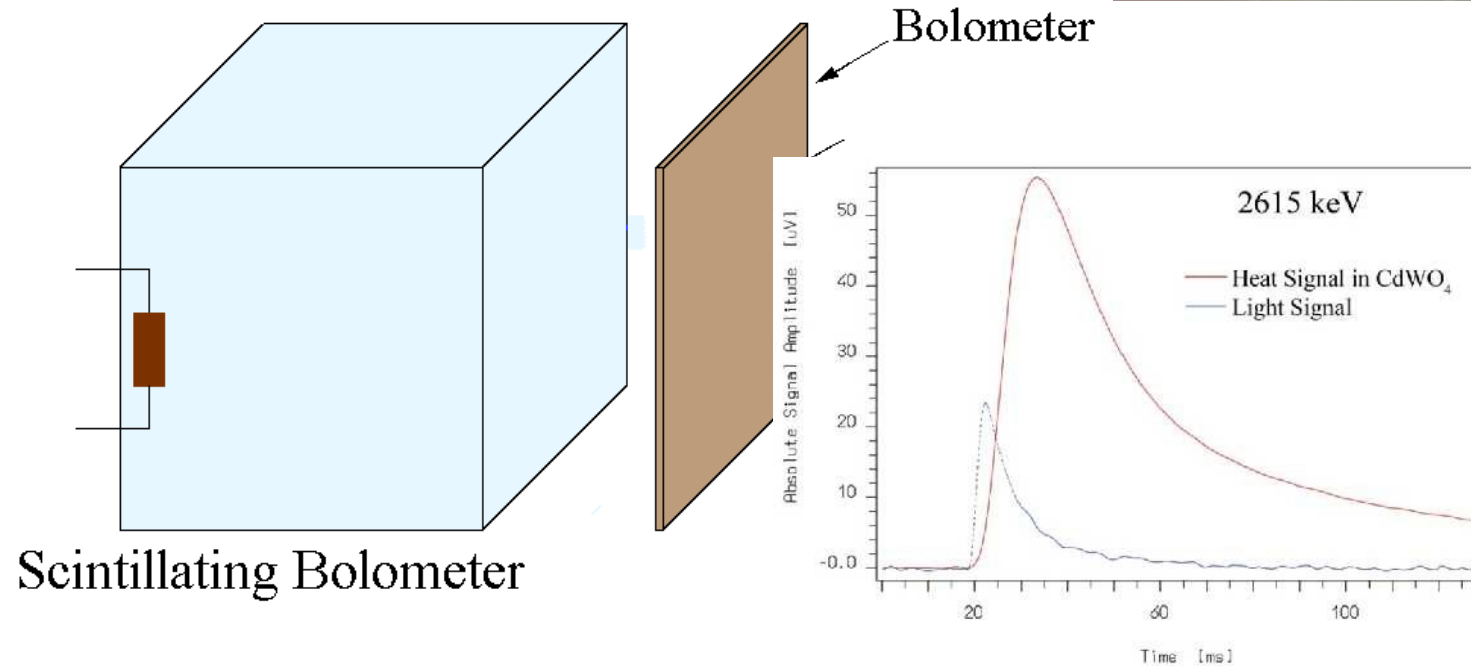 Bolometer
Scintillating Bolometer
2615 keV
Heat Signal in CdWO₄
Light Signal
Absolute Signal Amplitude [uV]
50
40
30
20
10
-0.0
20
60
100
Time [ms]